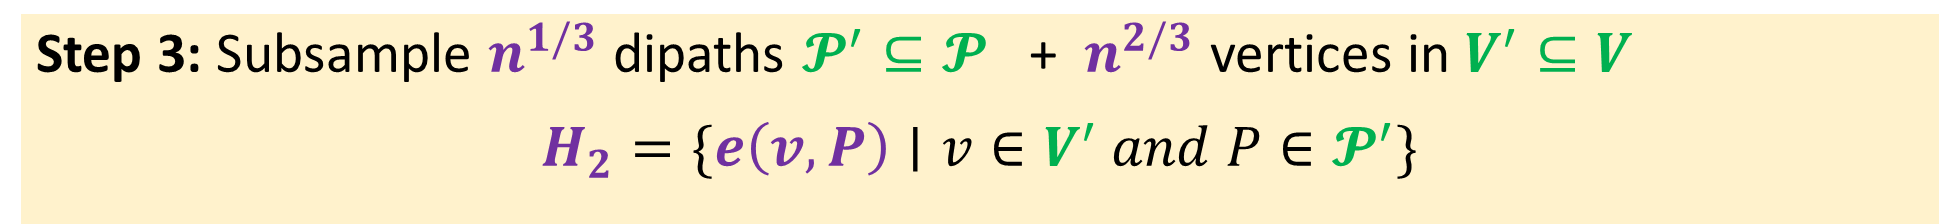 Step 3: Subsample n^{1/3} dipaths 𝓟′ ⊆ 𝓟 + n^{2/3} vertices in V′ ⊆ V
H₂ = {e(v, P) | v ∈ V′ and P ∈ 𝓟′}